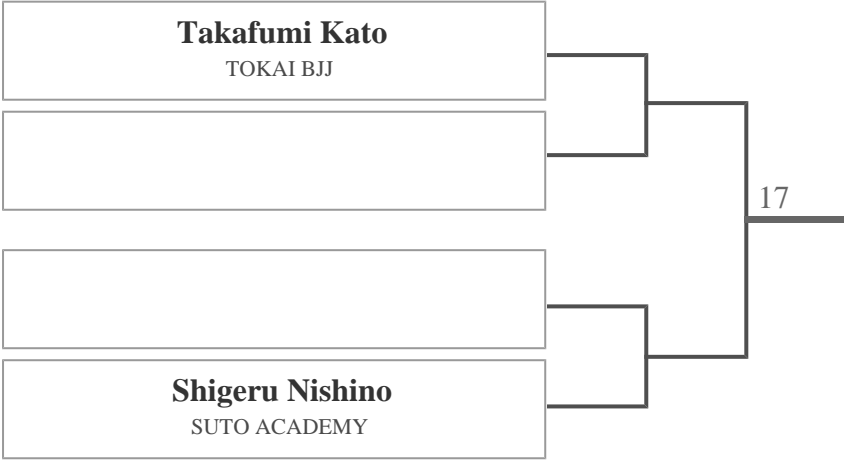 Takafumi Kato
TOKAI BJJ
17
Shigeru Nishino
SUTO ACADEMY